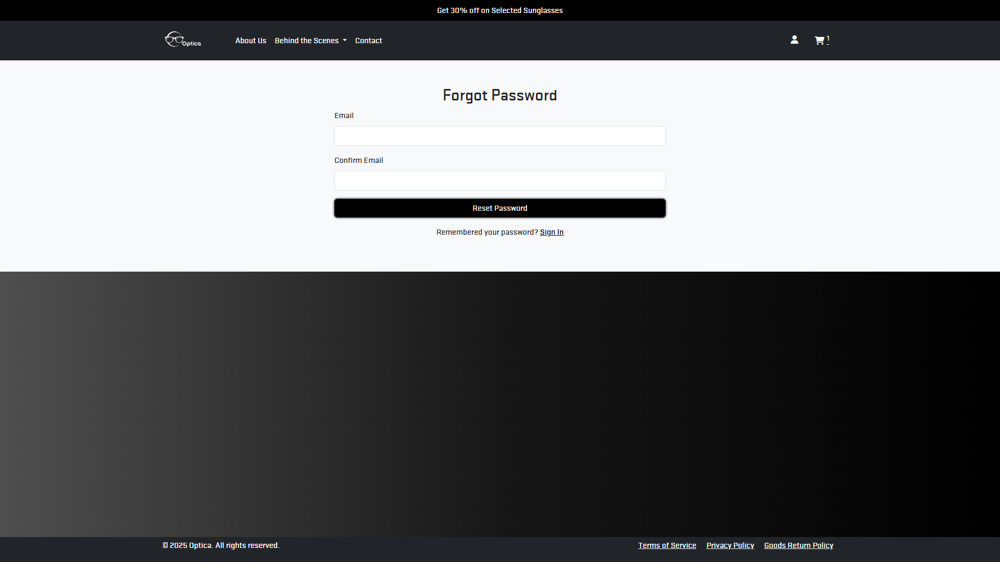 Get 30% off on Selected Sunglasses
Optica
About Us
Behind the Scenes
Contact
1
Forgot Password
Email
Confirm Email
Reset Password
Remembered your password? Sign In
© 2025 Optica. All rights reserved.
Terms of Service
Privacy Policy
Goods Return Policy